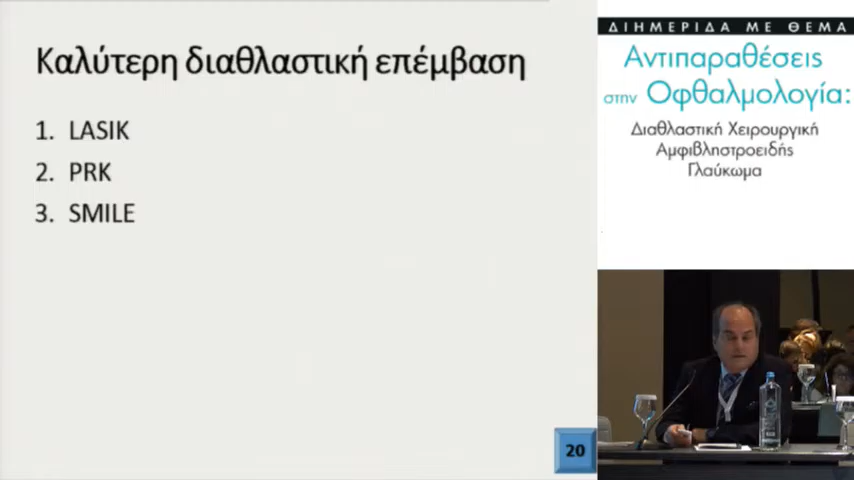 Καλύτερη διαθλαστική επέμβαση
1. LASIK
2. PRK
3. SMILE
20
ΔΙΗΜΕΡΙΔΑ ΜΕ ΘΕΜΑ
Αντιπαραθέσεις
στην Οφθαλμολογία:
Διαθλαστική Χειρουργική
Αμφιβληστροειδής
Γλαύκωμα